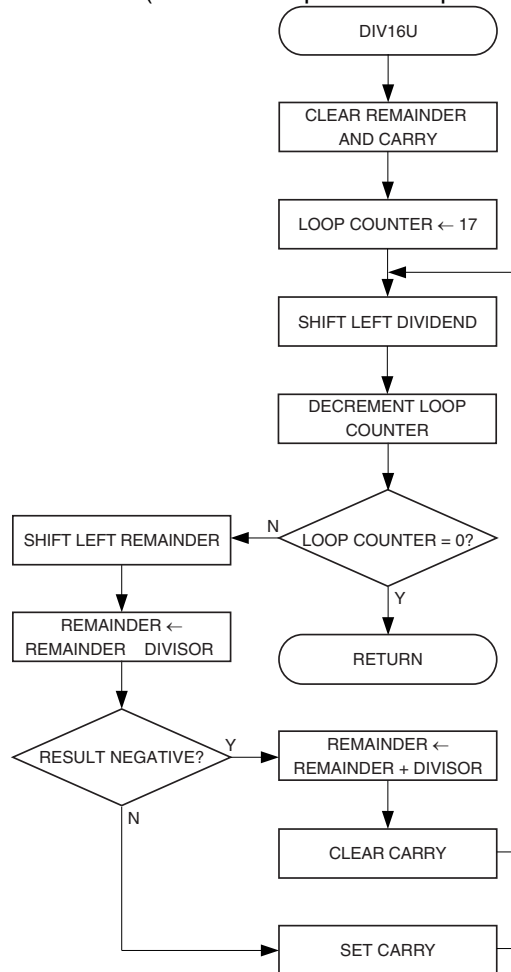 DIV16U
CLEAR REMAINDER
AND CARRY
LOOP COUNTER ← 17
SHIFT LEFT DIVIDEND
DECREMENT LOOP
COUNTER
LOOP COUNTER = 0?
N
SHIFT LEFT REMAINDER
Y
REMAINDER ←
REMAINDER DIVISOR
RETURN
RESULT NEGATIVE?
Y
REMAINDER ←
REMAINDER + DIVISOR
N
CLEAR CARRY
SET CARRY